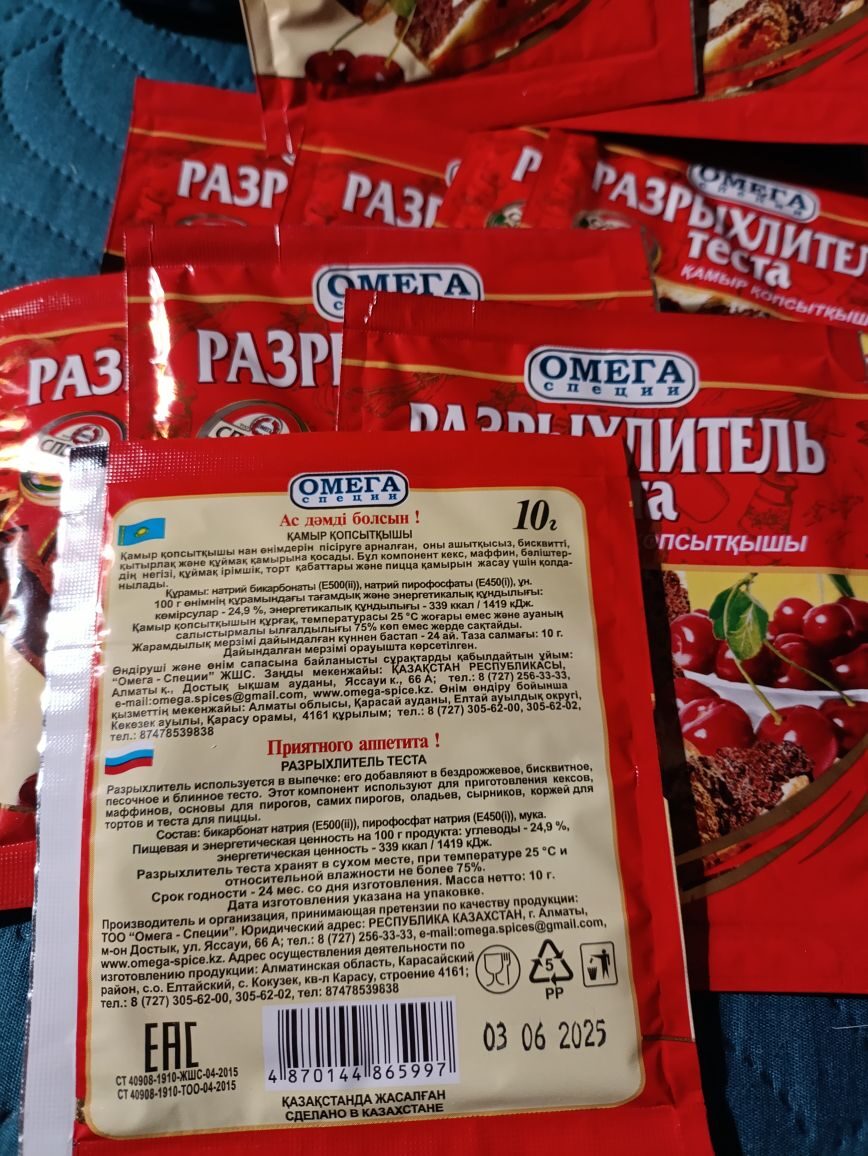 РАЗР
РАЗ
Р
ОМЕГА
специи
РАЗРЫХЛИТЕЛ
теста
ҚАМЫР ҚОПСЫТҚЫШ
ОМЕГА
РАЗ
РАЗР
ОМЕГА
специи
РАЗРЫХЛИТЕЛЬ
та
ПСЫТҚЫШЫ
ОМЕГА
специи
Ас дәмді болсын !
10г
ҚАМЫР ҚОПСЫТҚЫШЫ
Қамыр қопсытқышы нан өнімдерін пісіруге арналған, оны ашытқысыз, бисквитті,
қытырлақ және құймақ қамырына қосады. Бұл компонент кекс, маффин, бәліштер-
дің негізі, құймақ ірімшік, торт қабаттары және пицца қамырын жасау үшін қолда-
нылады.
Құрамы: натрий бикарбонаты (Е500(ii)), натрий пирофосфаты (Е450(i)), ұн.
100 г өнімнің құрамындағы тағамдық және энергетикалық құндылығы:
көмірсулар - 24,9 %, энергетикалық құндылығы - 339 ккал / 1419 кДж.
Қамыр қопсытқышын құрғақ, температурасы 25 °С жоғары емес және ауаның
салыстырмалы ылғалдылығы 75% көп емес жерде сақтайды.
Жарамдылық мерзімі дайындалған күннен бастап - 24 ай. Таза салмағы: 10 г.
Дайындалған мерзімі орауышта көрсетілген.
Өндіруші және өнім сапасына байланысты сұрақтарды қабылдайтын ұйым:
"Омега - Специи" ЖШС. Заңды мекенжайы: ҚАЗАҚСТАН РЕСПУБЛИКАСЫ,
Алматы қ., Достық ықшам ауданы, Яссауи к., 66 А; тел.: 8 (727) 256-33-33,
e-mail:omega.spices@gmail.com, www.omega-spice.kz. Өнім өндіру бойынша
қызметтің мекенжайы: Алматы облысы, Қарасай ауданы, Елтай ауылдық округі,
Көкөзек ауылы, Қарасу орамы, 4161 құрылым; тел.: 8 (727) 305-62-00, 305-62-02,
тел.: 87478539838
Приятного аппетита !
РАЗРЫХЛИТЕЛЬ ТЕСТА
Разрыхлитель используется в выпечке: его добавляют в бездрожжевое, бисквитное,
песочное и блинное тесто. Этот компонент используют для приготовления кексов,
маффинов, основы для пирогов, самих пирогов, оладьев, сырников, коржей для
тортов и теста для пиццы.
Состав: бикарбонат натрия (Е500(ii)), пирофосфат натрия (Е450(i)), мука.
Пищевая и энергетическая ценность на 100 г продукта: углеводы - 24,9 %,
энергетическая ценность - 339 ккал / 1419 кДж.
Разрыхлитель теста хранят в сухом месте, при температуре 25 °С и
относительной влажности не более 75%.
Срок годности - 24 мес. со дня изготовления. Масса нетто: 10 г.
Дата изготовления указана на упаковке.
Производитель и организация, принимающая претензии по качеству продукции:
ТОО "Омега - Специи". Юридический адрес: РЕСПУБЛИКА КАЗАХСТАН, г. Алматы,
м-он Достык, ул. Яссауи, 66 А; тел.: 8 (727) 256-33-33, e-mail:omega.spices@gmail.com,
www.omega-spice.kz. Адрес осуществления деятельности по
изготовлению продукции: Алматинская область, Карасайский
район, с.о. Елтайский, с. Кокузек, кв-л Карасу, строение 4161;
тел.: 8 (727) 305-62-00, 305-62-02, тел: 87478539838
5
PP
EAC
СТ 40908-1910-ЖШС-04-2015
СТ 40908-1910-ТОО-04-2015
4 870144 865997
03 06 2025
ҚАЗАҚСТАНДА ЖАСАЛҒАН
СДЕЛАНО В КАЗАХСТАНЕ